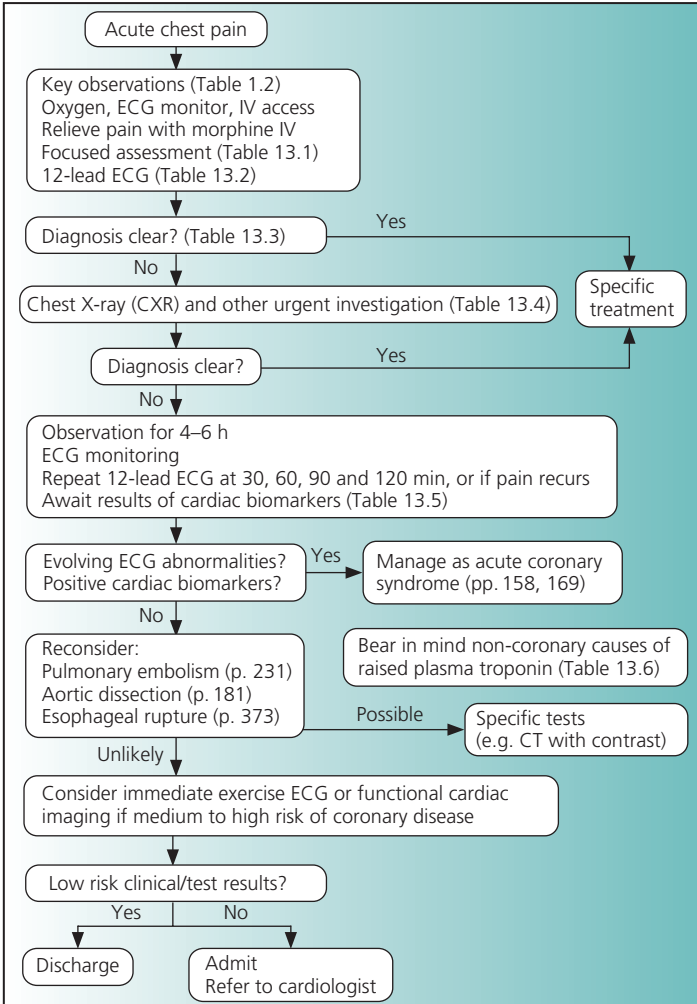 Acute chest pain
Key observations (Table 1.2)
Oxygen, ECG monitor, IV access
Relieve pain with morphine IV
Focused assessment (Table 13.1)
12-lead ECG (Table 13.2)
Diagnosis clear? (Table 13.3)
Yes
No
Specific
treatment
Chest X-ray (CXR) and other urgent investigation (Table 13.4)
Diagnosis clear?
Yes
No
Observation for 4–6 h
ECG monitoring
Repeat 12-lead ECG at 30, 60, 90 and 120 min, or if pain recurs
Await results of cardiac biomarkers (Table 13.5)
Evolving ECG abnormalities?
Positive cardiac biomarkers?
Yes
Manage as acute coronary
syndrome (pp. 158, 169)
No
Reconsider:
Pulmonary embolism (p. 231)
Aortic dissection (p. 181)
Esophageal rupture (p. 373)
Bear in mind non-coronary causes of
raised plasma troponin (Table 13.6)
Possible
Specific tests
(e.g. CT with contrast)
Unlikely
Consider immediate exercise ECG or functional cardiac
imaging if medium to high risk of coronary disease
Low risk clinical/test results?
Yes
No
Discharge
Admit
Refer to cardiologist